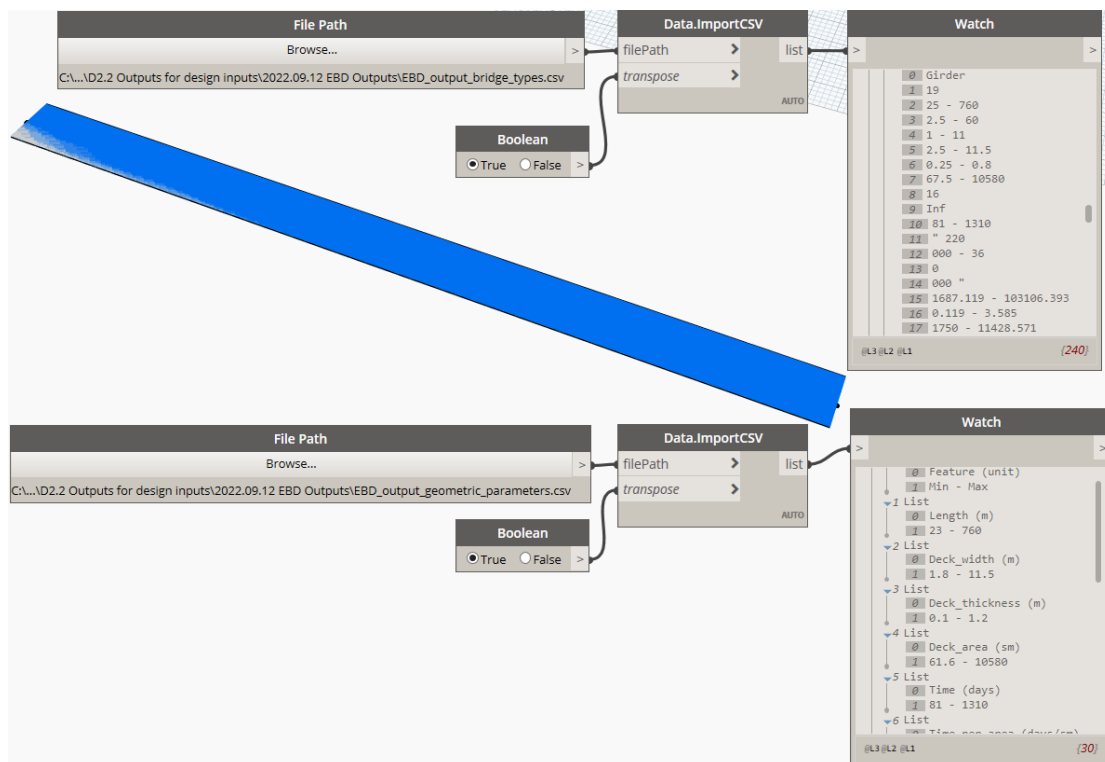 File Path
Browse...
>
C:\...\D2.2 Outputs for design inputs\2022.09.12 EBD Outputs\EBD_output_bridge_types.csv
Boolean
True False >
Data.ImportCSV
filePath > list
transpose >
AUTO
Watch
> >
0 Girder
1 19
2 25 - 760
3 2.5 - 60
4 1 - 11
5 2.5 - 11.5
6 0.25 - 0.8
7 67.5 - 10580
8 16
9 Inf
10 81 - 1310
11 " 220
12 000 - 36
13 0
14 000 "
15 1687.119 - 103106.393
16 0.119 - 3.585
17 1750 - 11428.571
@L3 @L2 @L1 {240}
File Path
Browse...
>
C:\...\D2.2 Outputs for design inputs\2022.09.12 EBD Outputs\EBD_output_geometric_parameters.csv
Boolean
True False >
Data.ImportCSV
filePath > list
transpose >
AUTO
Watch
> >
0 Feature (unit)
1 Min - Max
1 List
0 Length (m)
1 23 - 760
2 List
0 Deck_width (m)
1 1.8 - 11.5
3 List
0 Deck_thickness (m)
1 0.1 - 1.2
4 List
0 Deck_area (sm)
1 61.6 - 10580
5 List
0 Time (days)
1 81 - 1310
6 List
0 Time per area (days/sm)
@L3 @L2 @L1 {30}